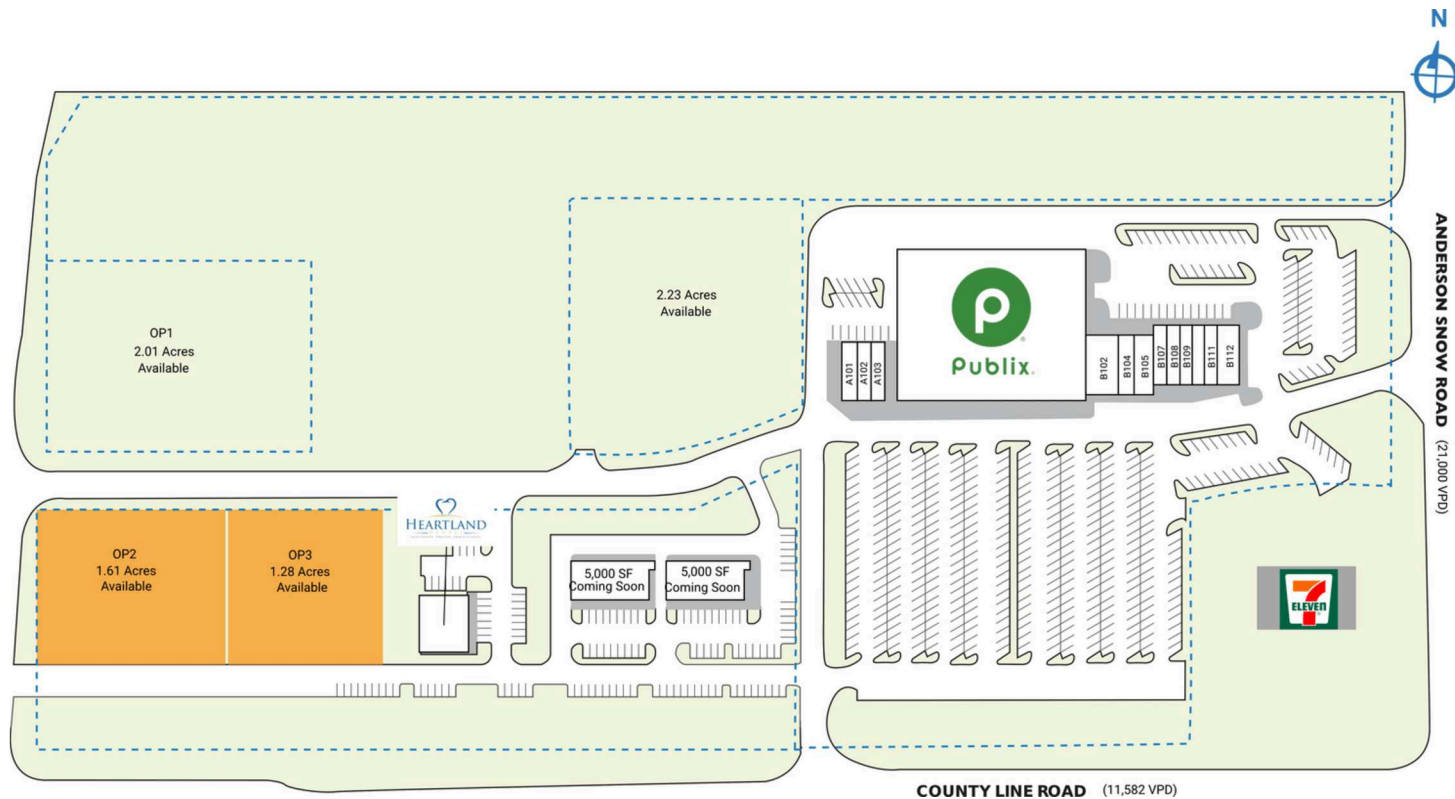 N
2.23 Acres
Available
OP1
2.01 Acres
Available
Publix.
A101
A102
A103
B102
B104
B105
B107
B108
B109
B111
B112
ANDERSON SNOW ROAD (21,000 VPD)
HEARTLAND
OP2
1.61 Acres
Available
OP3
1.28 Acres
Available
5,000 SF
Coming Soon
5,000 SF
Coming Soon
7
ELEVEN
COUNTY LINE ROAD (11,582 VPD)